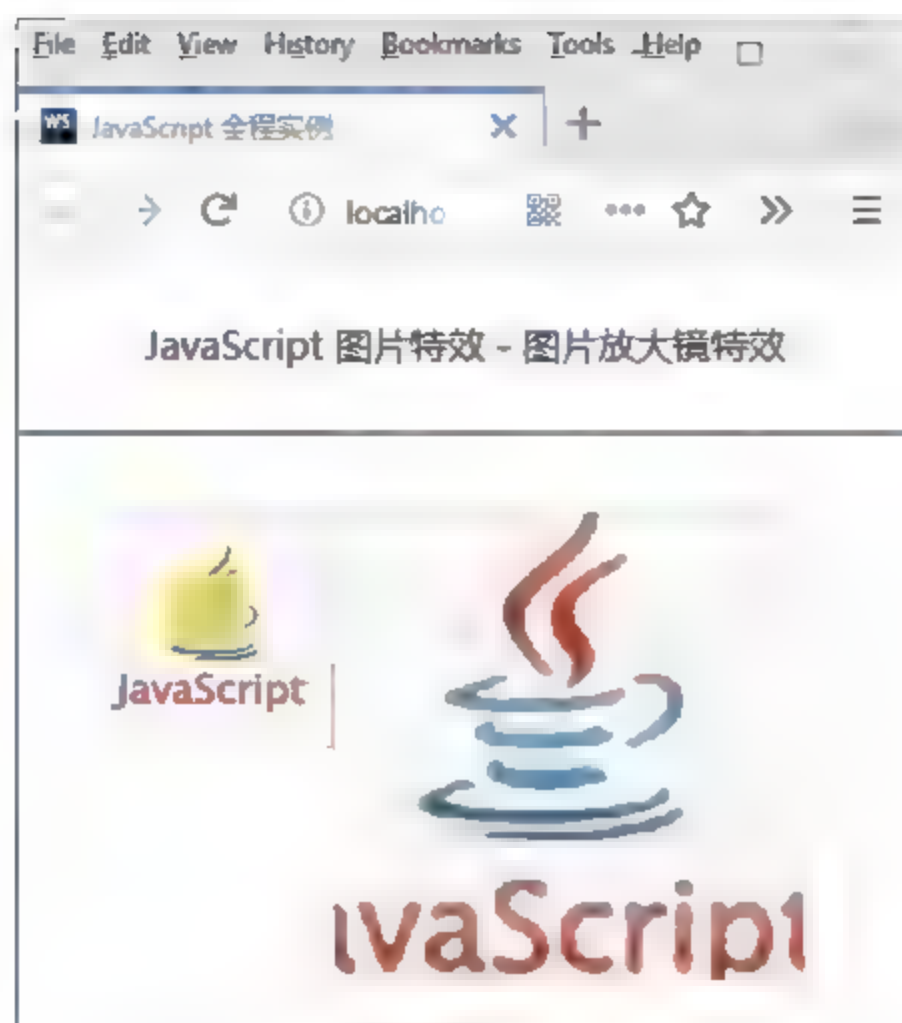 File Edit View History Bookmarks Tools Help
WS JavaScript 全程实例
localho
JavaScript 图片特效 - 图片放大镜特效
JavaScript
avaScript